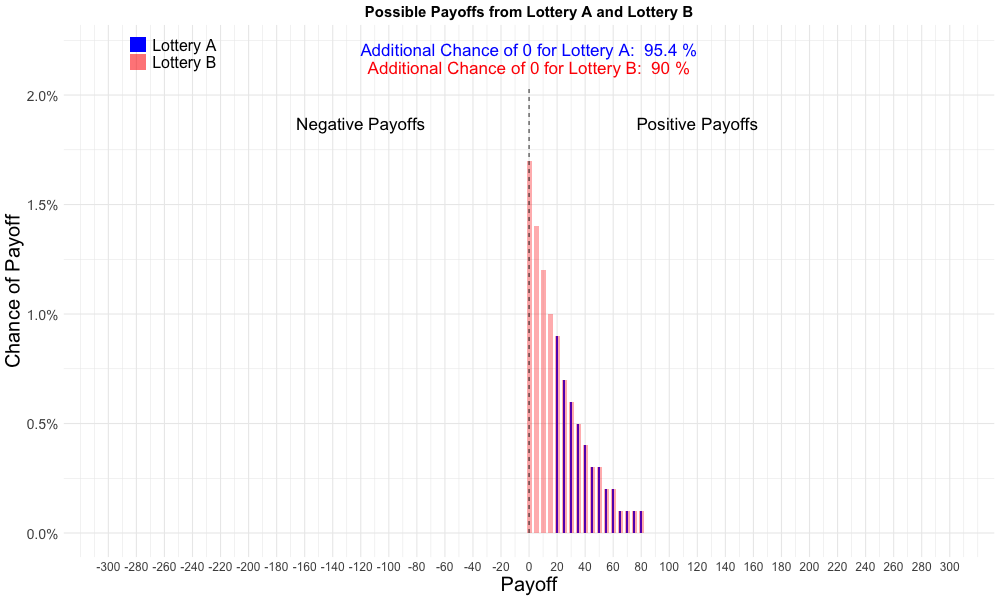 Possible Payoffs from Lottery A and Lottery B
Lottery A
Lottery B
Additional Chance of 0 for Lottery A:  95.4 %
Additional Chance of 0 for Lottery B:  90 %
Negative Payoffs
Positive Payoffs
Chance of Payoff
2.0%
1.5%
1.0%
0.5%
0.0%
-300 -280 -260 -240 -220 -200 -180 -160 -140 -120 -100 -80 -60 -40 -20 0 20 40 60 80 100 120 140 160 180 200 220 240 260 280 300
Payoff